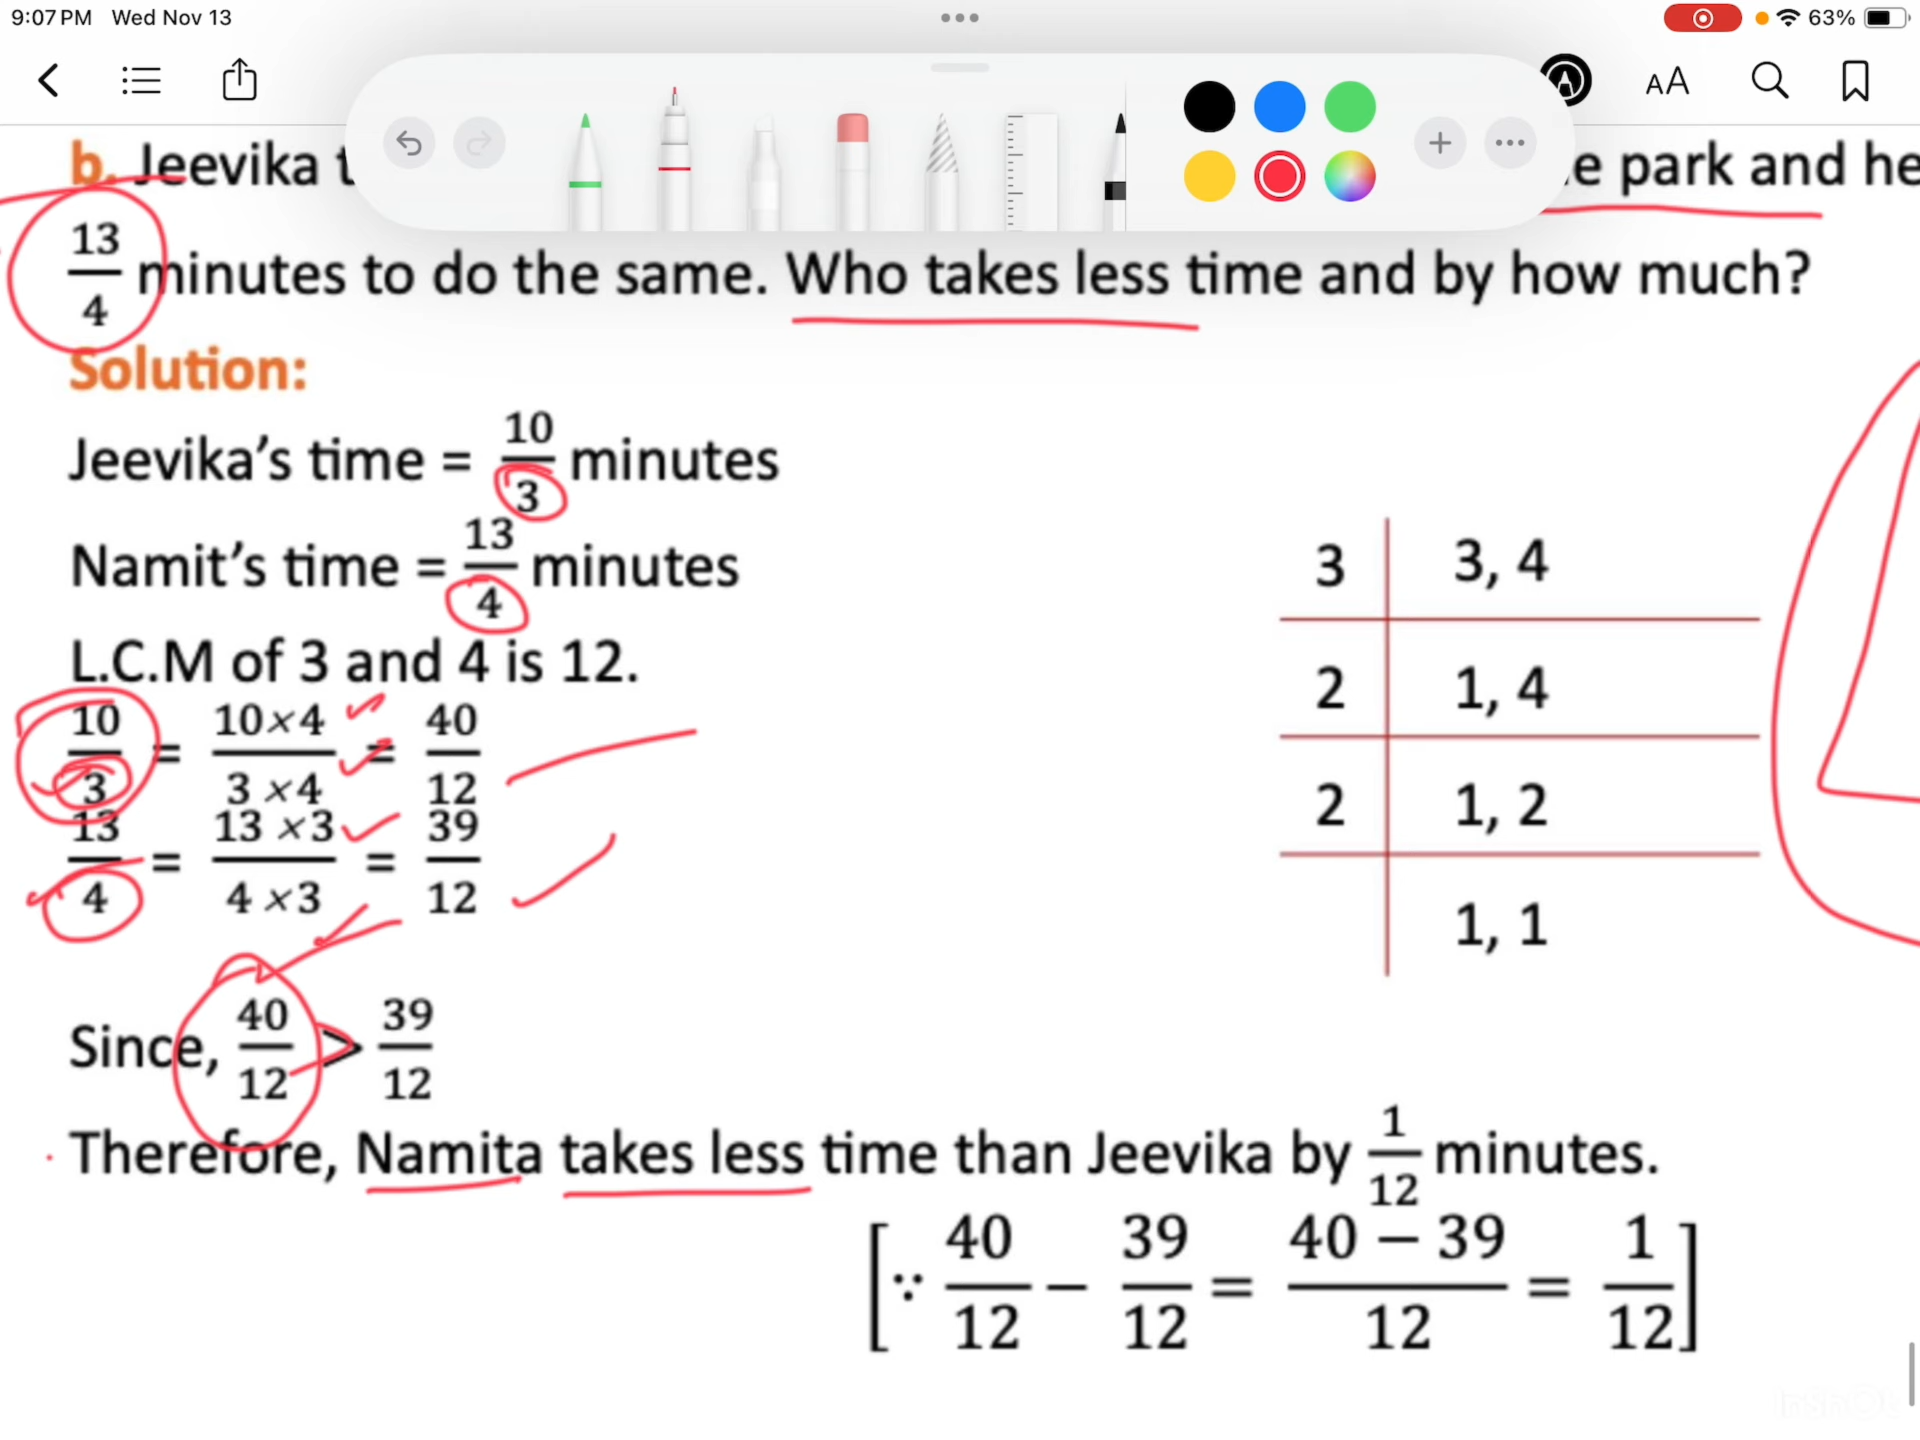 9:07 PM Wed Nov 13
63%
AA
b. Jeevika t e park and he
13/4 minutes to do the same. Who takes less time and by how much?
Solution:
Jeevika's time = 10/3 minutes
Namit's time = 13/4 minutes
L.C.M of 3 and 4 is 12.
10/3 = 10×4/3 ×4 = 40/12
13/4 = 13 ×3/4 ×3 = 39/12
Since, 40/12 > 39/12
Therefore, Namita takes less time than Jeevika by 1/12 minutes.
[∵ 40/12 − 39/12 = 40 − 39/12 = 1/12]
3 | 3, 4
2 | 1, 4
2 | 1, 2
1, 1